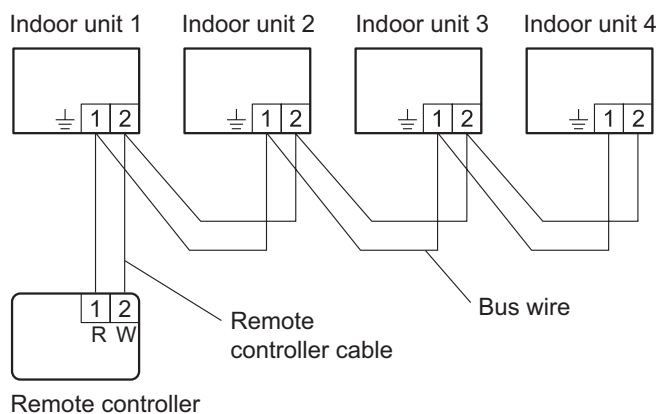 Indoor unit 1 Indoor unit 2 Indoor unit 3 Indoor unit 4
1 2 1 2 1 2 1 2
1 2
R W
Remote
controller cable
Bus wire
Remote controller